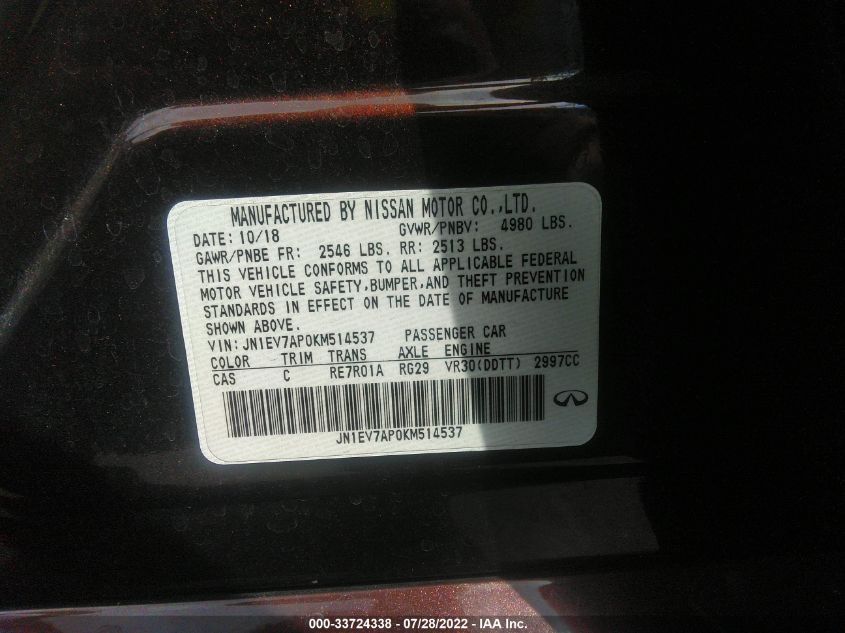 MANUFACTURED BY NISSAN MOTOR CO.,LTD.
DATE: 10/18 GVWR/PNBV: 4980 LBS.
GAWR/PNBE FR: 2546 LBS. RR: 2513 LBS.
THIS VEHICLE CONFORMS TO ALL APPLICABLE FEDERAL
MOTOR VEHICLE SAFETY,BUMPER,AND THEFT PREVENTION
STANDARDS IN EFFECT ON THE DATE OF MANUFACTURE
SHOWN ABOVE.
VIN: JN1EV7AP0KM514537 PASSENGER CAR
COLOR TRIM TRANS AXLE ENGINE
CAS C RE7R01A RG29 VR30(DDTT) 2997CC
JN1EV7AP0KM514537
000-33724338 - 07/28/2022 - IAA Inc.